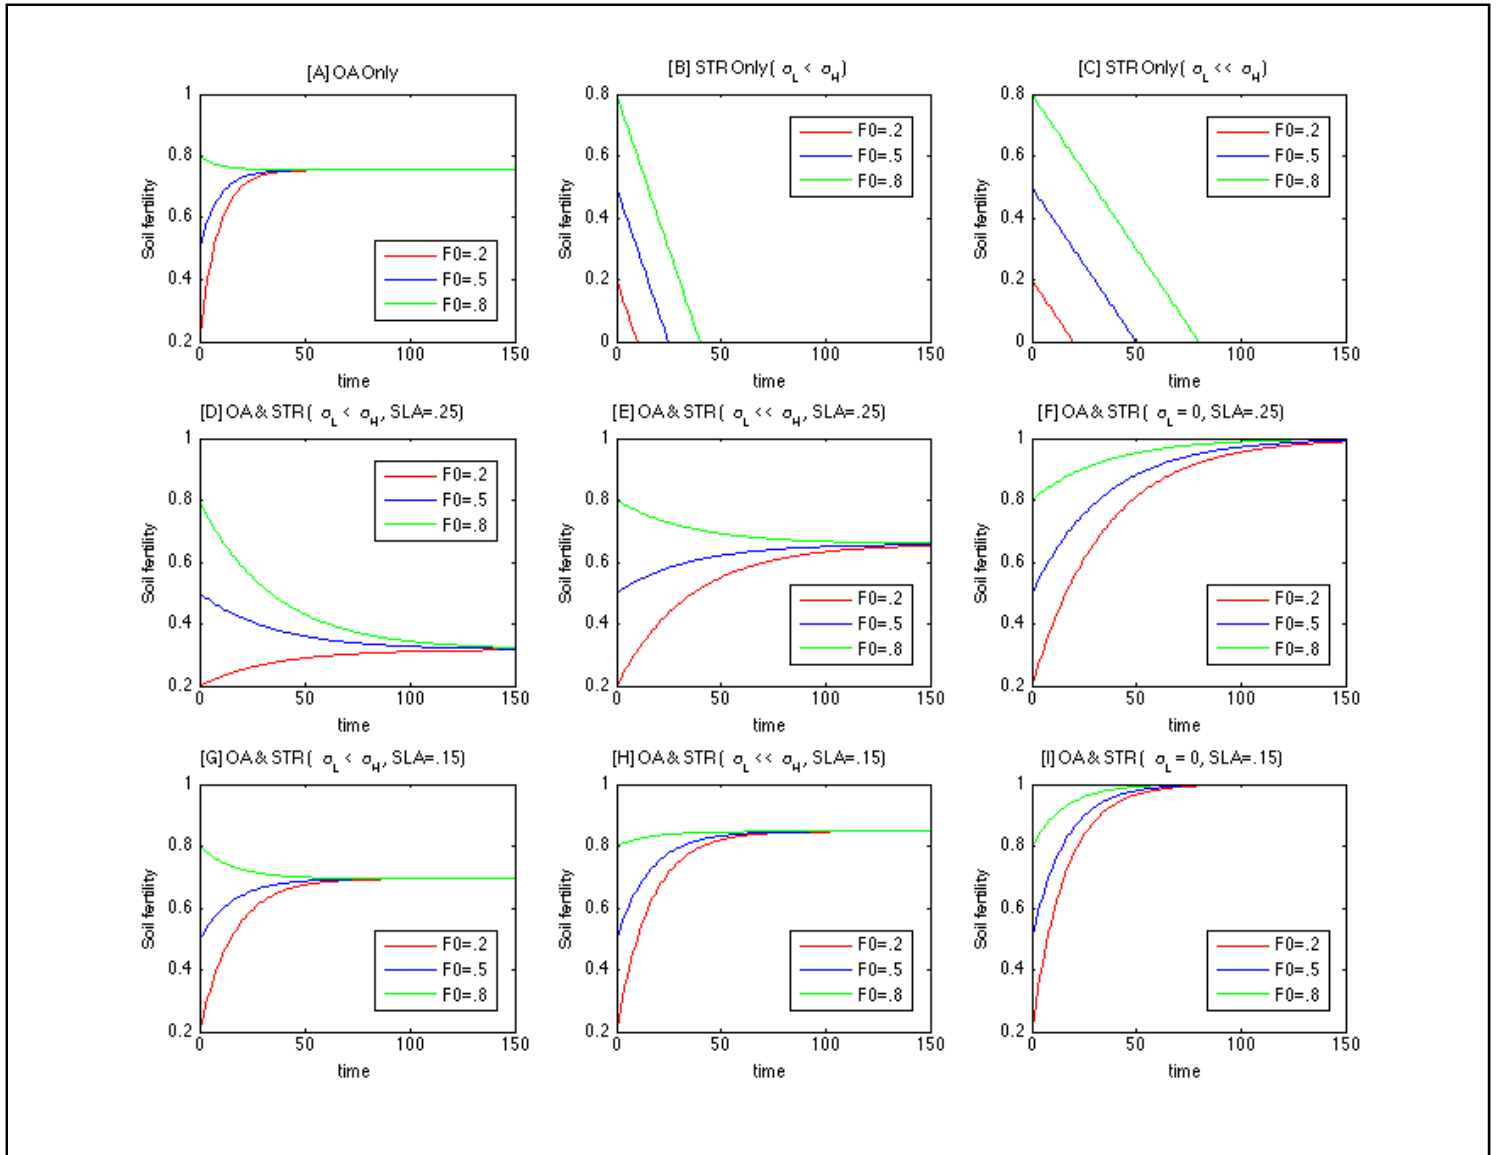 [A] OA Only
[B] STR Only ( σL < σH)
[C] STR Only ( σL << σH)
1
0.8
0.6
0.4
0.2
0 50 100 150
Soil fertility
time
F0=.2
F0=.5
F0=.8
0.8
0.6
0.4
0.2
0
0 50 100 150
Soil fertility
time
F0=.2
F0=.5
F0=.8
0.8
0.6
0.4
0.2
0
0 50 100 150
Soil fertility
time
F0=.2
F0=.5
F0=.8
[D] OA & STR ( σL < σH, SLA=.25)
[E] OA & STR ( σL << σH, SLA=.25)
[F] OA & STR ( σL = 0, SLA=.25)
1
0.8
0.6
0.4
0.2
0 50 100 150
Soil fertility
time
F0=.2
F0=.5
F0=.8
1
0.8
0.6
0.4
0.2
0 50 100 150
Soil fertility
time
F0=.2
F0=.5
F0=.8
1
0.8
0.6
0.4
0.2
0 50 100 150
Soil fertility
time
F0=.2
F0=.5
F0=.8
[G] OA & STR ( σL < σH, SLA=.15)
[H] OA & STR ( σL << σH, SLA=.15)
[I] OA & STR ( σL = 0, SLA=.15)
1
0.8
0.6
0.4
0.2
0 50 100 150
Soil fertility
time
F0=.2
F0=.5
F0=.8
1
0.8
0.6
0.4
0.2
0 50 100 150
Soil fertility
time
F0=.2
F0=.5
F0=.8
1
0.8
0.6
0.4
0.2
0 50 100 150
Soil fertility
time
F0=.2
F0=.5
F0=.8